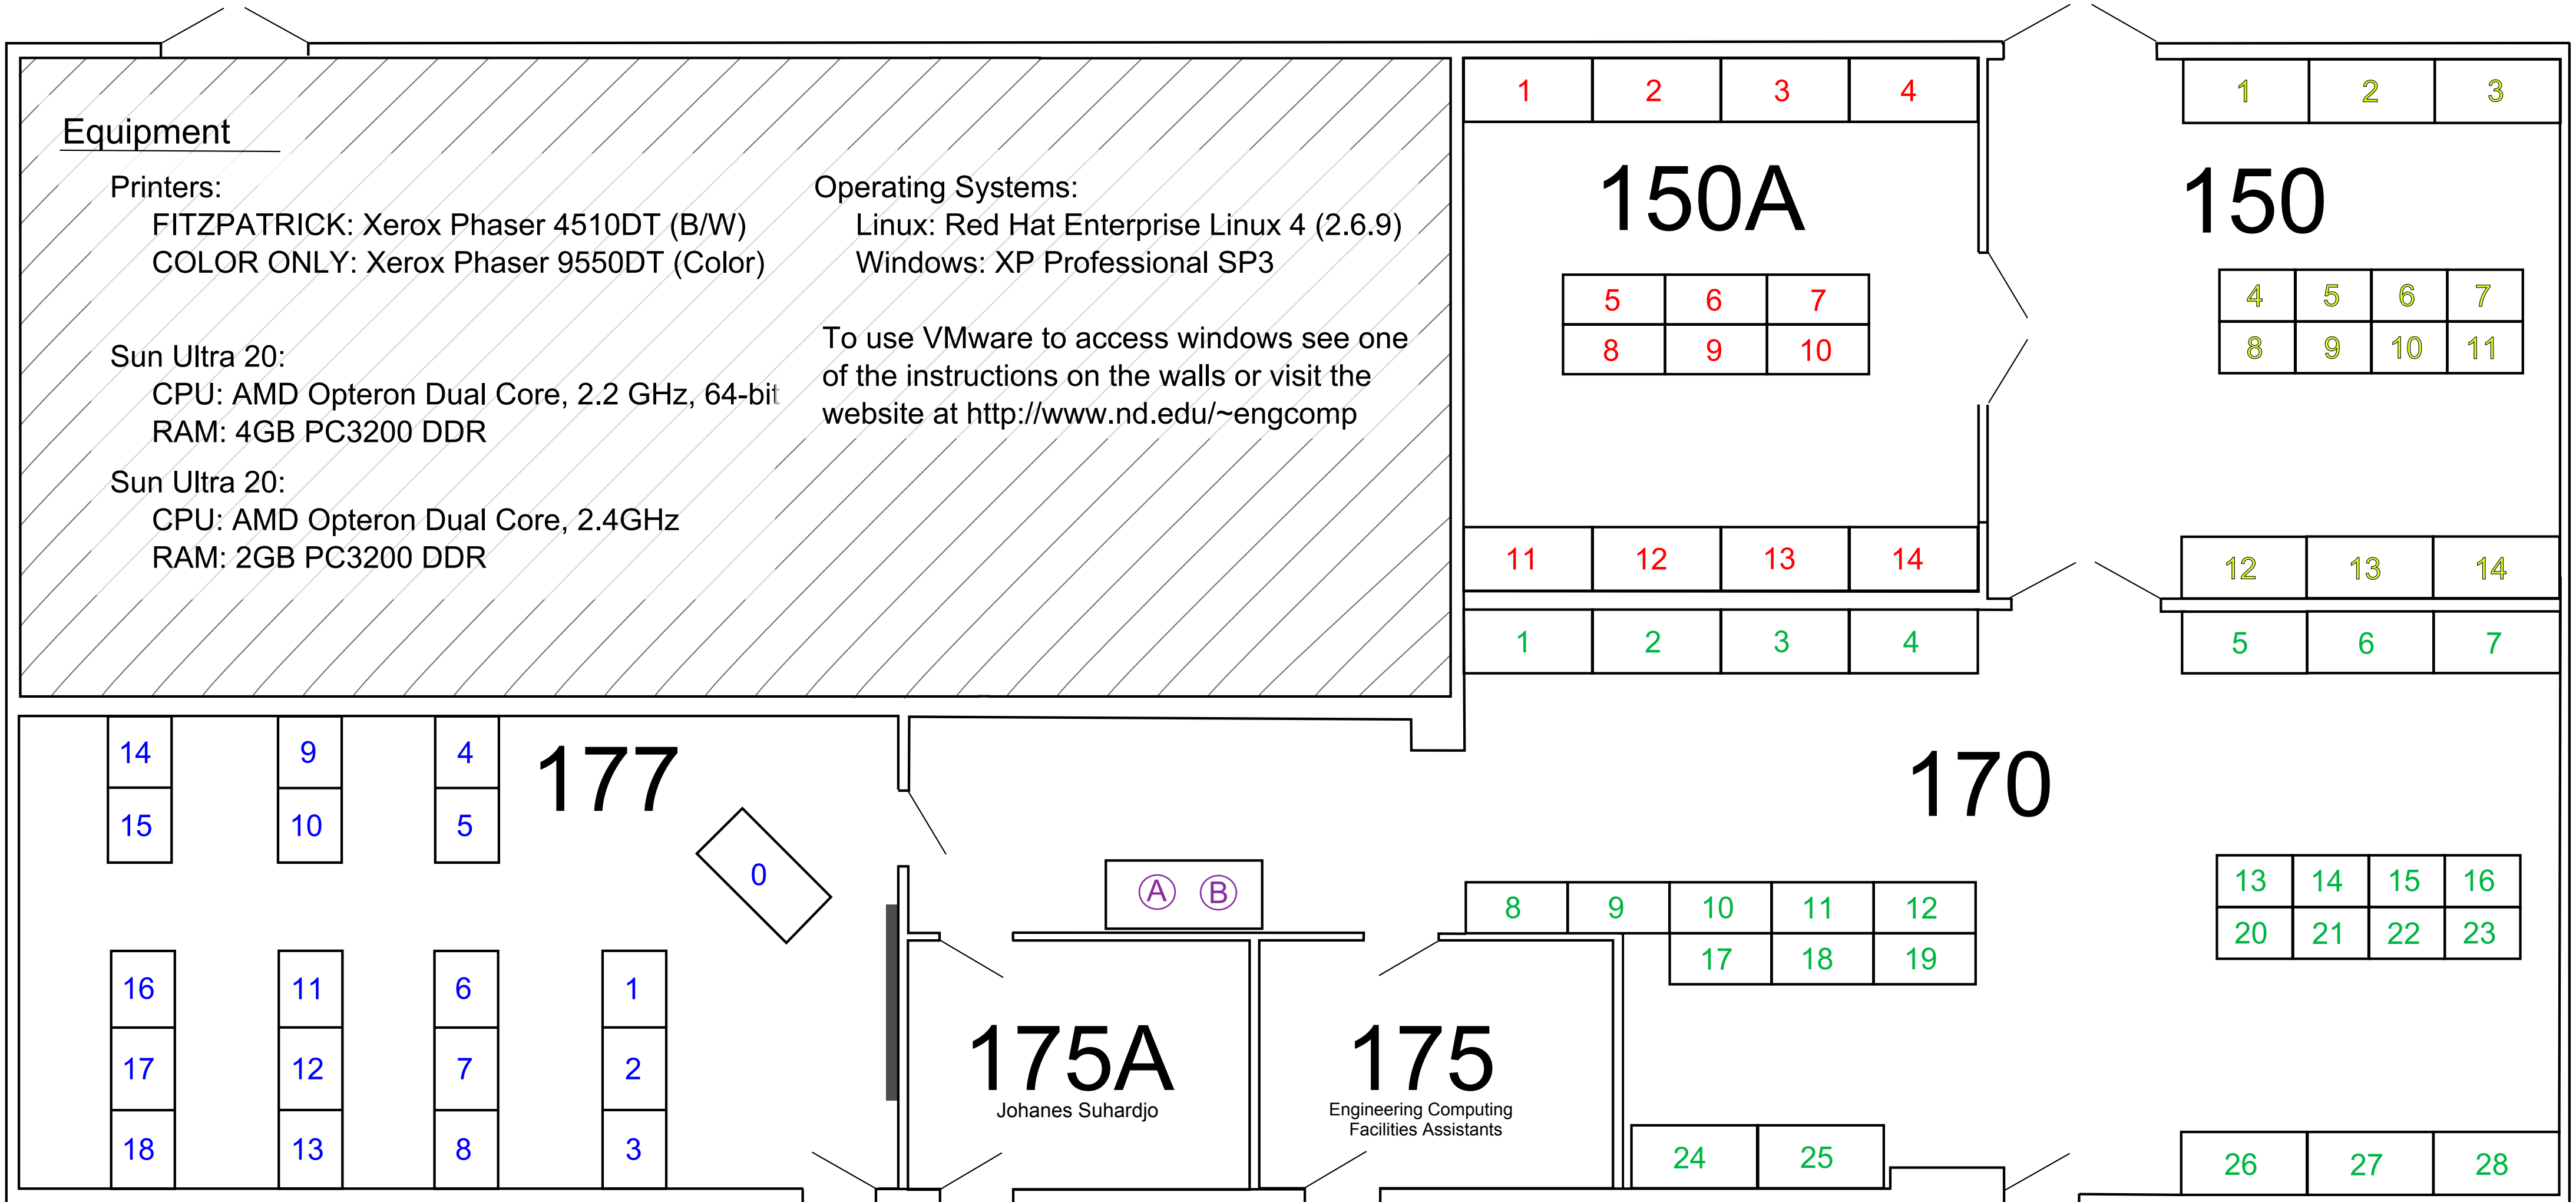 Equipment
Printers:
FITZPATRICK: Xerox Phaser 4510DT (B/W)
COLOR ONLY: Xerox Phaser 9550DT (Color)
Sun Ultra 20:
CPU: AMD Opteron Dual Core, 2.2 GHz, 64-bit
RAM: 4GB PC3200 DDR
Sun Ultra 20:
CPU: AMD Opteron Dual Core, 2.4GHz
RAM: 2GB PC3200 DDR
Operating Systems:
Linux: Red Hat Enterprise Linux 4 (2.6.9)
Windows: XP Professional SP3
To use VMware to access windows see one
of the instructions on the walls or visit the
website at http://www.nd.edu/~engcomp
1 2 3 4
150A
5 6 7
8 9 10
11 12 13 14
1 2 3
150
4 5 6 7
8 9 10 11
12 13 14
1 2 3 4
5 6 7
170
8 9 10 11 12
17 18 19
13 14 15 16
20 21 22 23
24 25
26 27 28
14 9 4
15 10 5
177
0
16 11 6 1
17 12 7 2
18 13 8 3
A B
175A
Johanes Suhardjo
175
Engineering Computing
Facilities Assistants